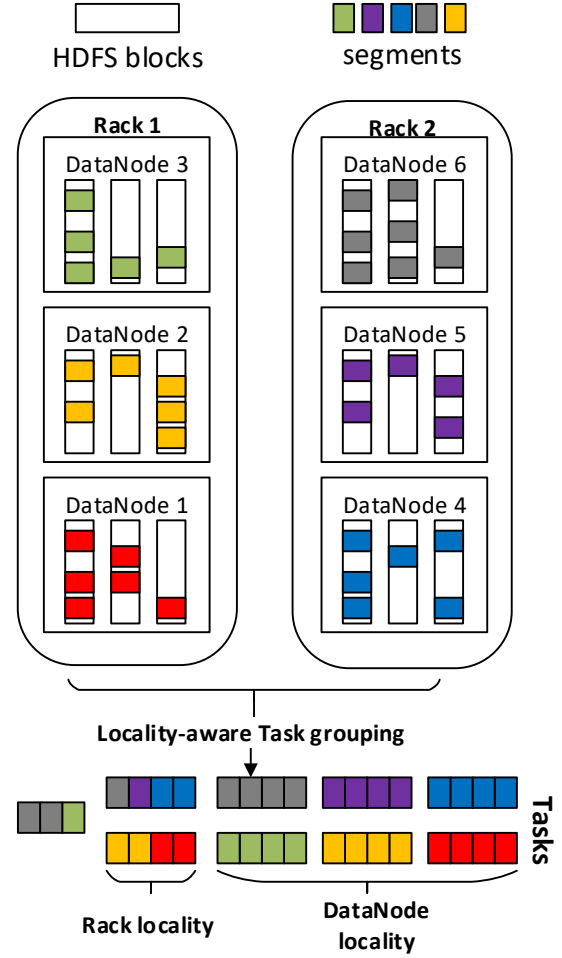 HDFS blocks
segments
Rack 1
Rack 2
DataNode 3
DataNode 6
DataNode 2
DataNode 5
DataNode 1
DataNode 4
Locality-aware Task grouping
Tasks
Rack locality
DataNode
locality